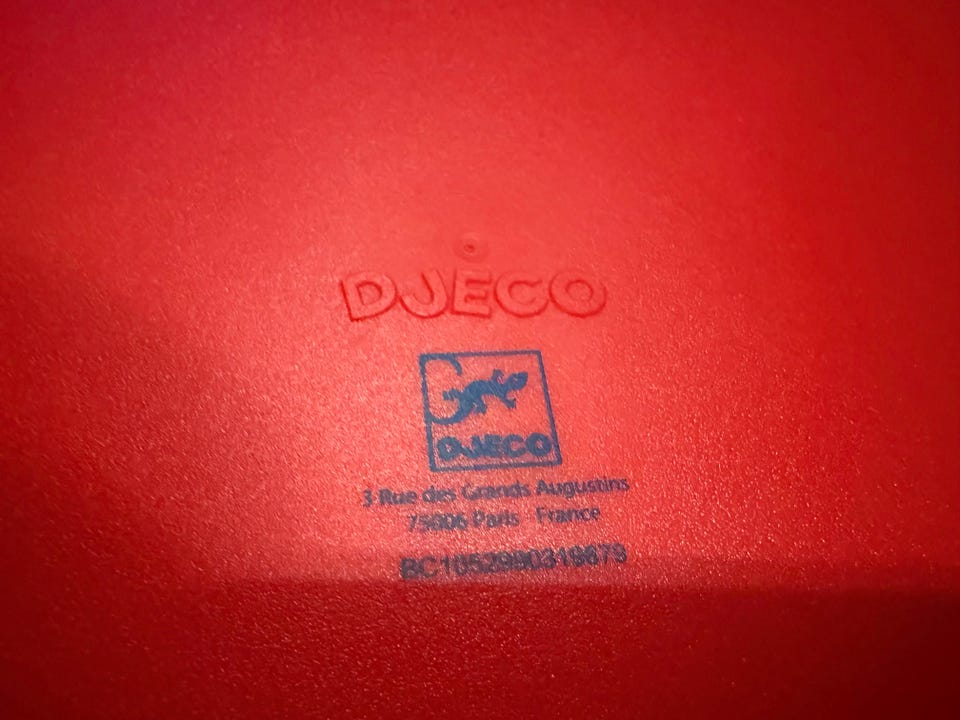 DJECO
DJECO
3 Rue des Grands Augustins
75006 Paris France